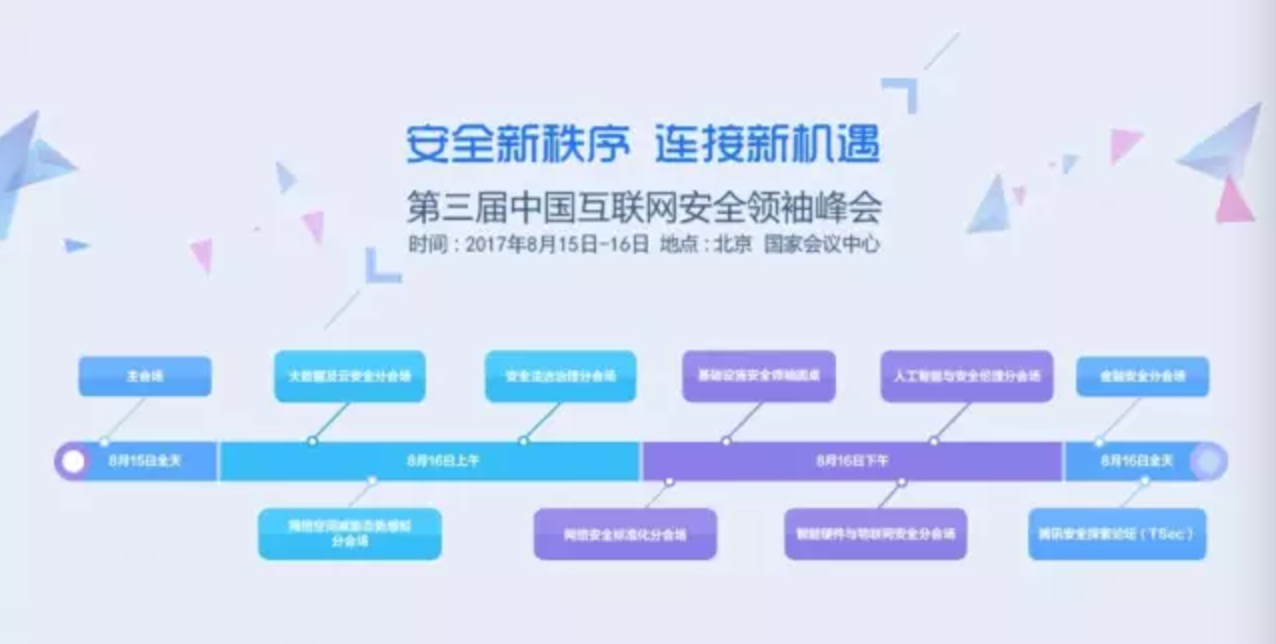 安全新秩序 连接新机遇
第三届中国互联网安全领袖峰会
时间：2017年8月15日-16日 地点：北京 国家会议中心
主会场
大数据及云安全分会场
安全法治治理分会场
基础设施安全领袖圆桌
人工智能与安全伦理分会场
金融安全分会场
8月15日全天
8月16日上午
8月16日下午
8月16日全天
网络空间威胁态势感知
分会场
网络安全标准化分会场
智能硬件与物联网安全分会场
腾讯安全探索论坛（TSec）